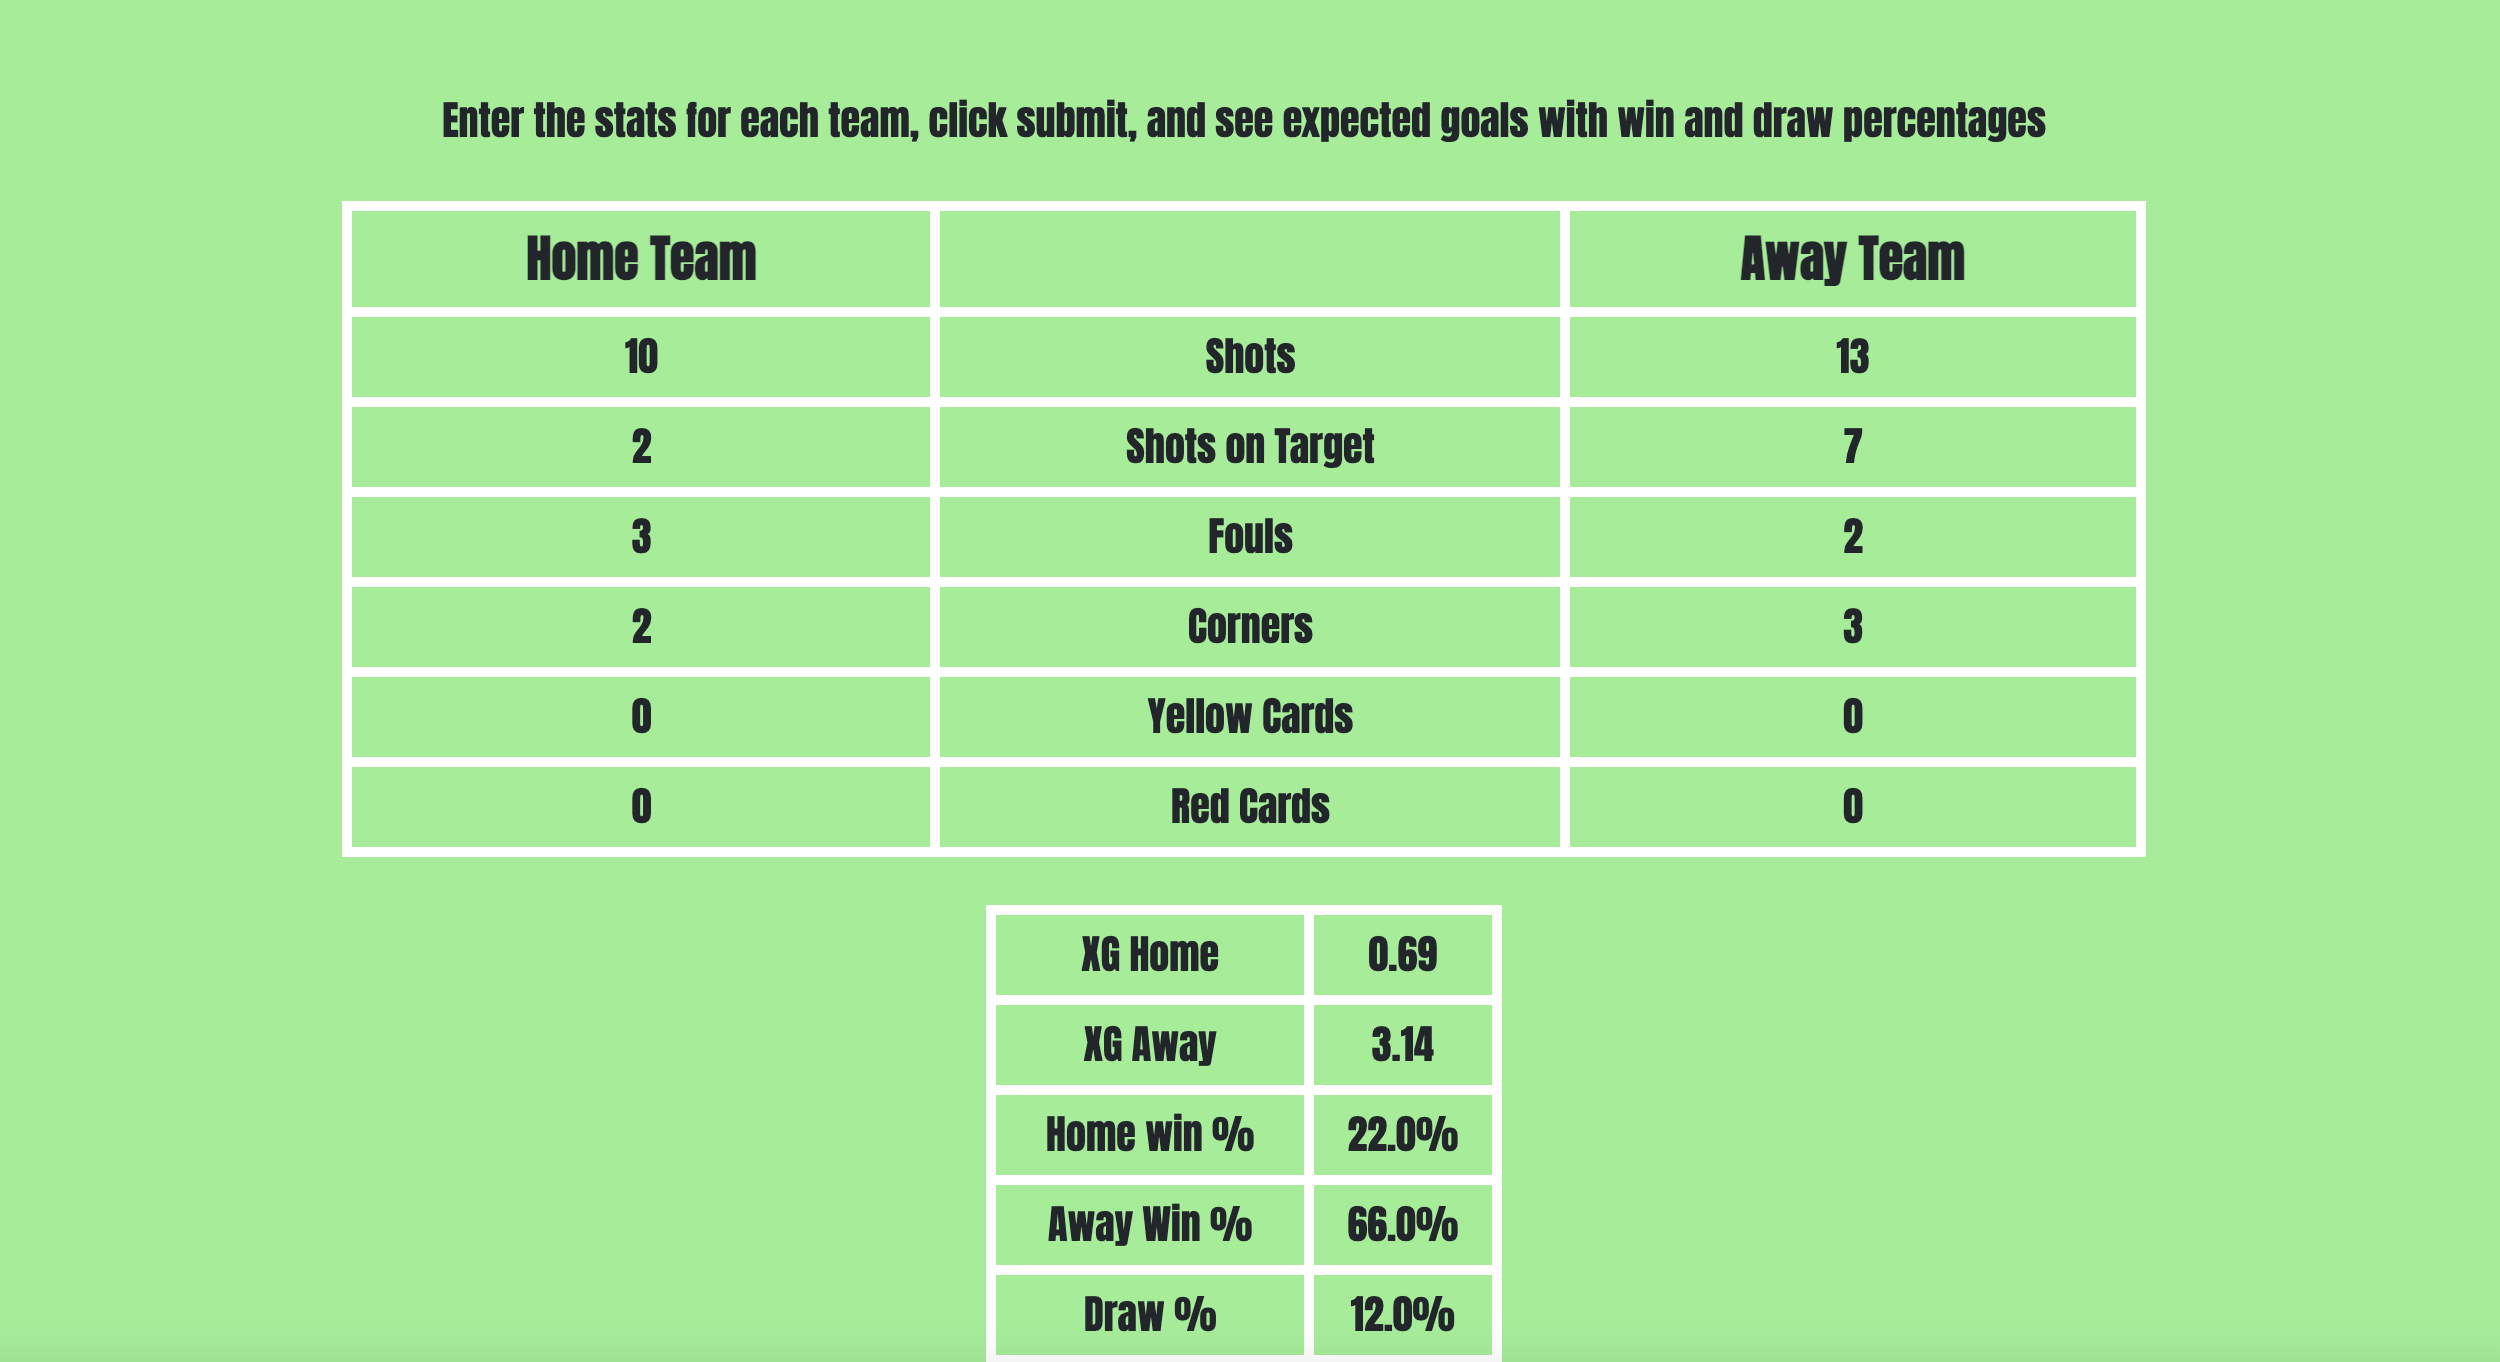 Enter the stats for each team, click submit, and see expected goals with win and draw percentages
Home Team Away Team
10 Shots 13
2 Shots on Target 7
3 Fouls 2
2 Corners 3
0 Yellow Cards 0
0 Red Cards 0
XG Home 0.69
XG Away 3.14
Home win % 22.0%
Away Win % 66.0%
Draw % 12.0%